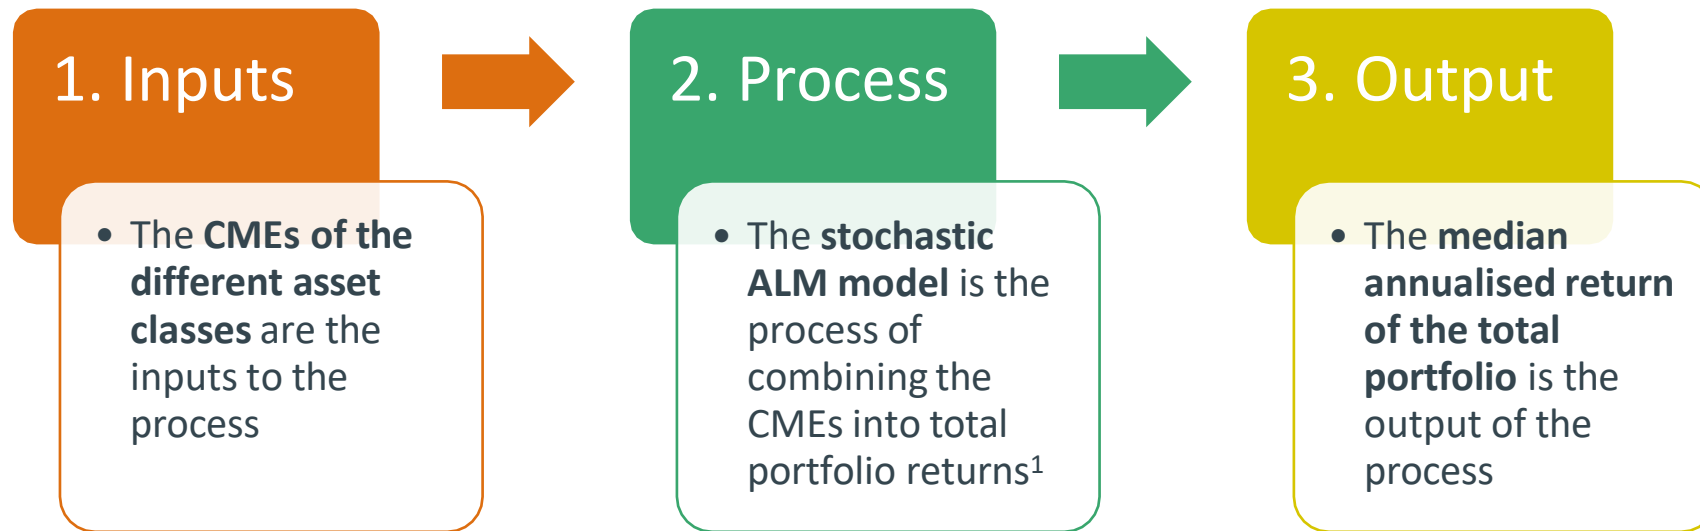 1. Inputs
• The CMEs of the
different asset
classes are the
inputs to the
process
2. Process
• The stochastic
ALM model is the
process of
combining the
CMEs into total
portfolio returns¹
3. Output
• The median
annualised return
of the total
portfolio is the
output of the
process